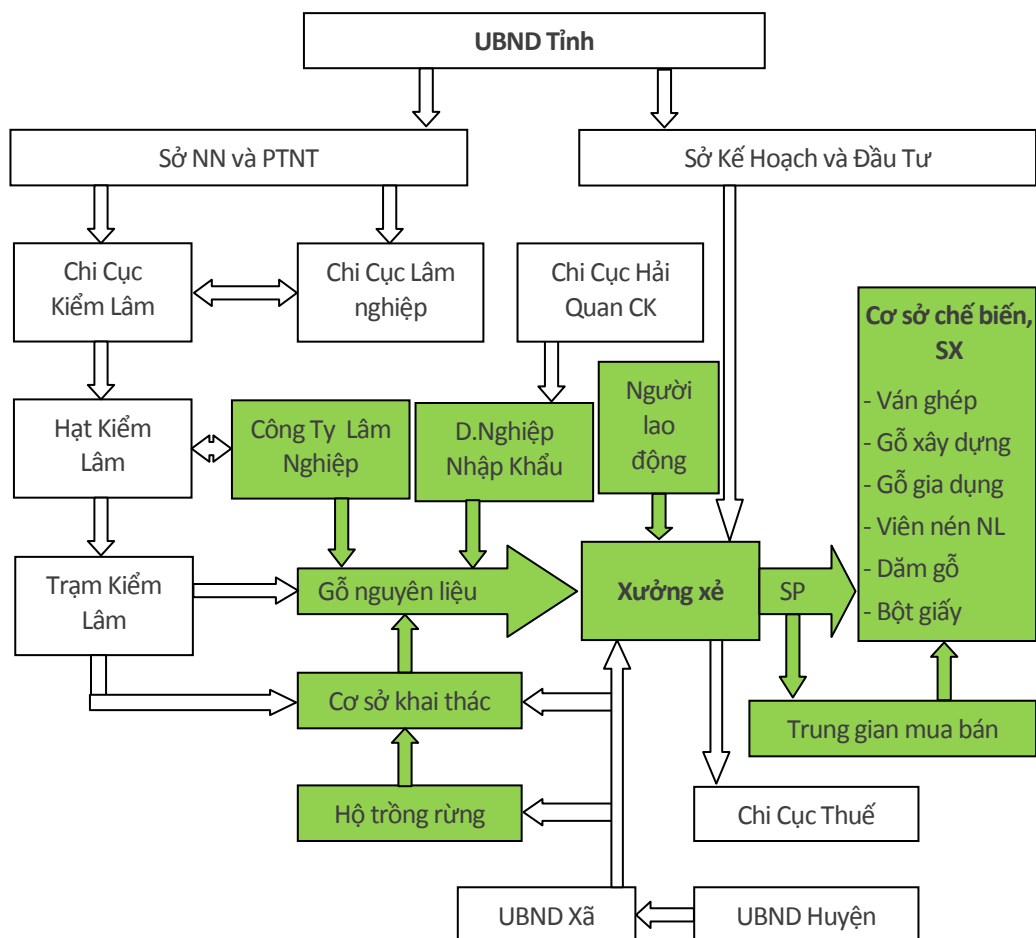 UBND Tỉnh
Sở NN và PTNT
Sở Kế Hoạch và Đầu Tư
Chi Cục
Kiểm Lâm
Chi Cục Lâm
nghiệp
Chi Cục Hải
Quan CK
Cơ sở chế biến,
SX
- Ván ghép
- Gỗ xây dựng
- Gỗ gia dụng
- Viên nén NL
- Dăm gỗ
- Bột giấy
Hạt Kiểm
Lâm
Công Ty Lâm
Nghiệp
D.Nghiệp
Nhập Khẩu
Người
lao
động
Trạm Kiểm
Lâm
Gỗ nguyên liệu
Xưởng xẻ
SP
Cơ sở khai thác
Trung gian mua bán
Hộ trồng rừng
Chi Cục Thuế
UBND Xã
UBND Huyện